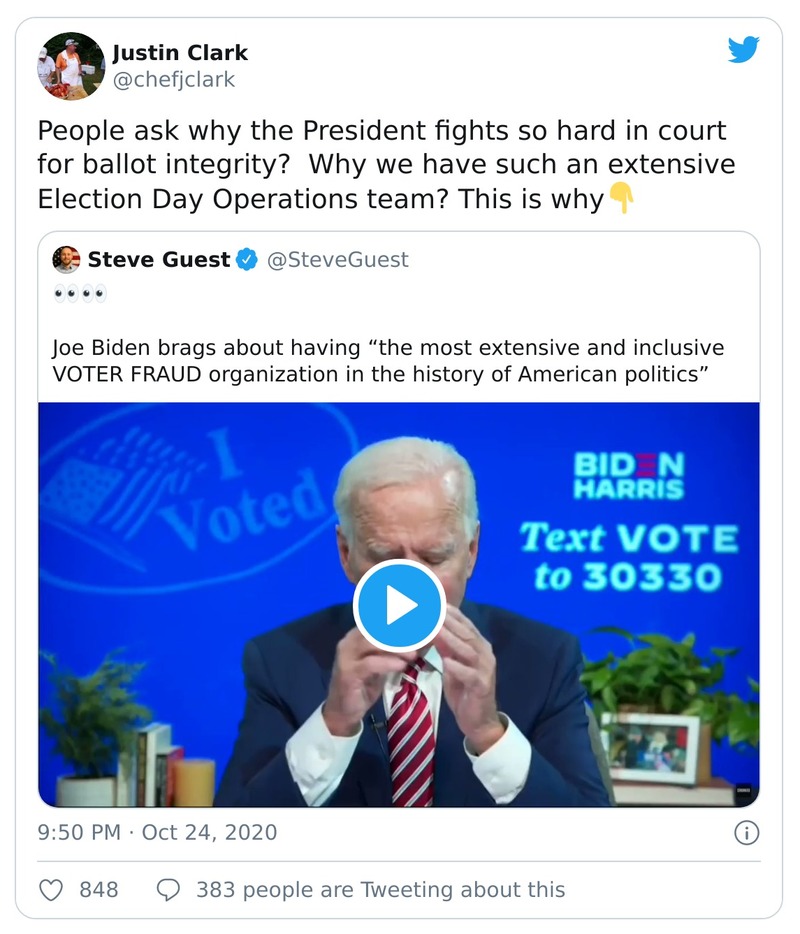 Justin Clark
@chefjclark
People ask why the President fights so hard in court
for ballot integrity?  Why we have such an extensive
Election Day Operations team? This is why👇
Steve Guest @SteveGuest
👀👀
Joe Biden brags about having “the most extensive and inclusive
VOTER FRAUD organization in the history of American politics”
I
Voted
BIDEN
HARRIS
Text VOTE
to 30330
9:50 PM · Oct 24, 2020
848
383 people are Tweeting about this